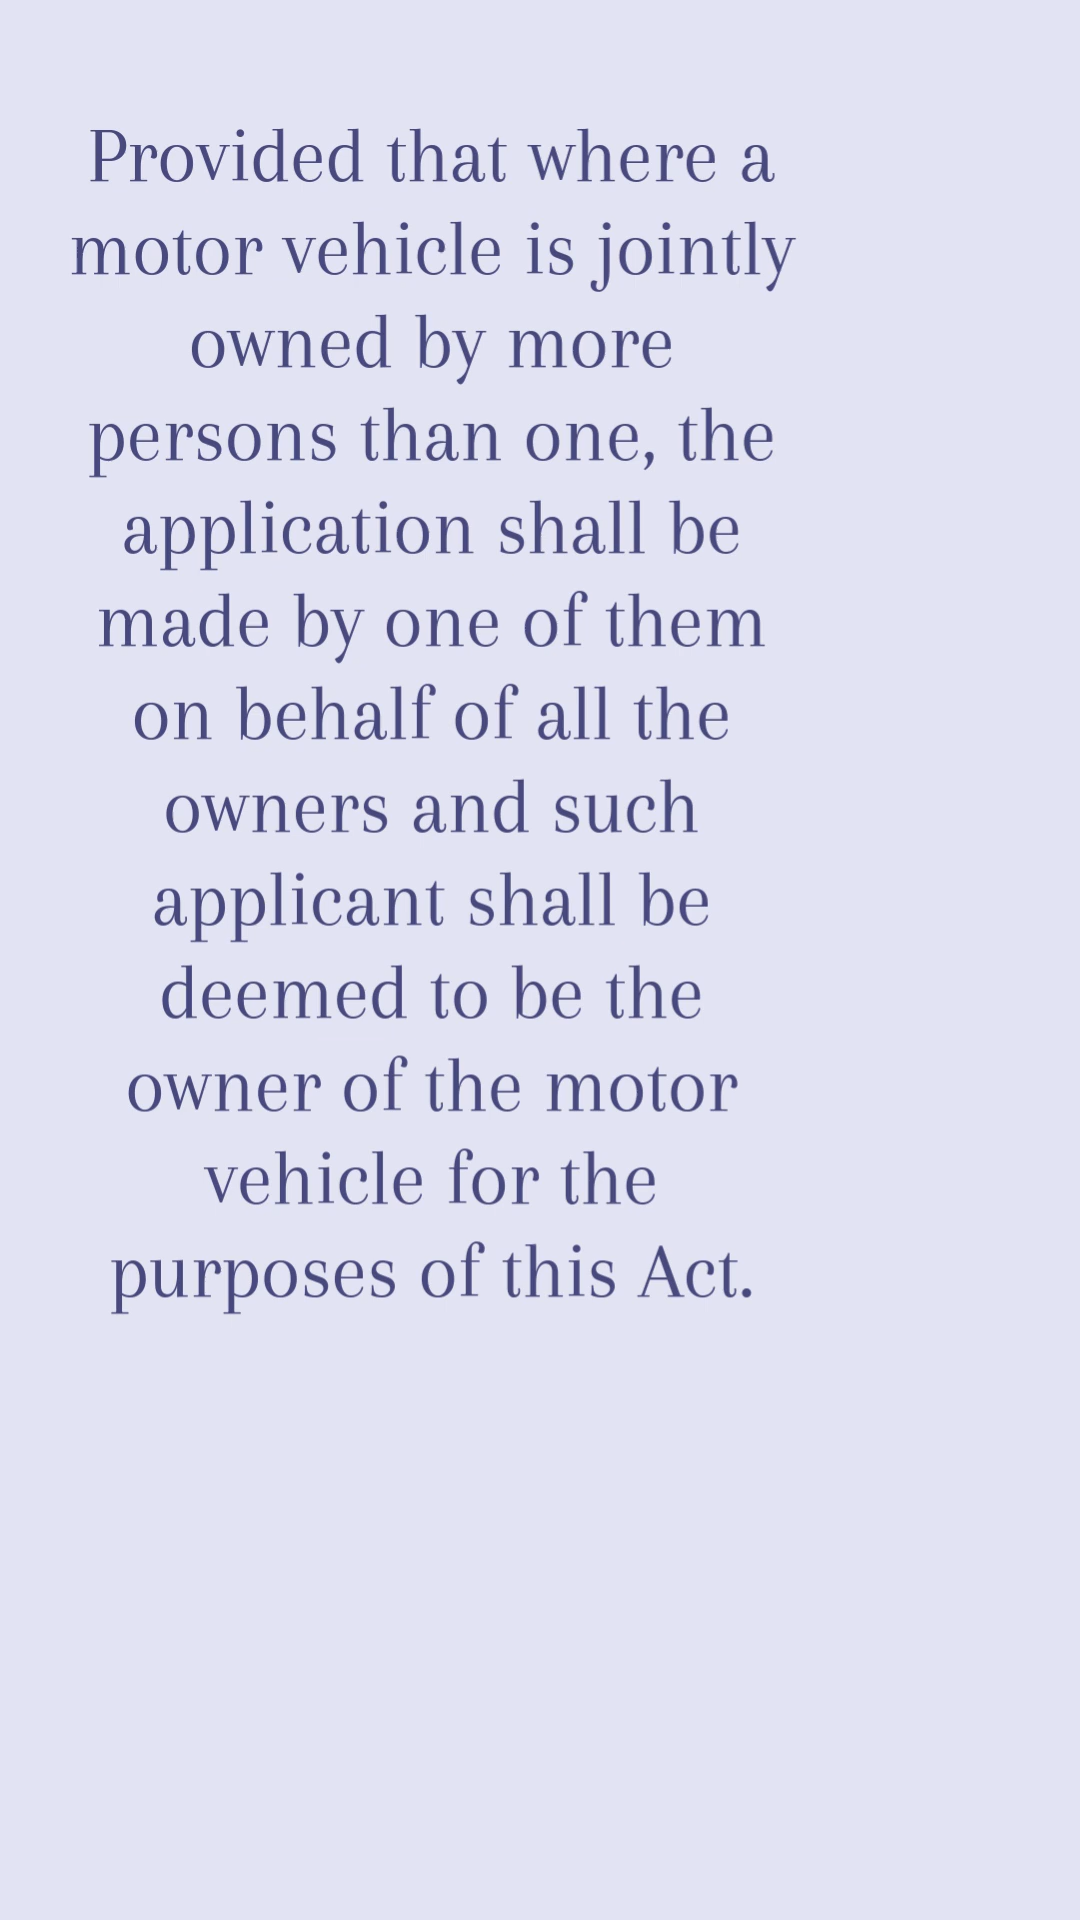 Provided that where a
motor vehicle is jointly
owned by more
persons than one, the
application shall be
made by one of them
on behalf of all the
owners and such
applicant shall be
deemed to be the
owner of the motor
vehicle for the
purposes of this Act.